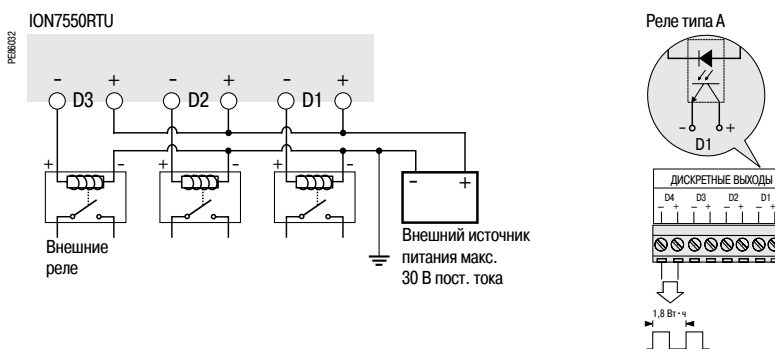 ION7550RTU
PE86032
- + - + - +
D3 D2 D1
+ - + - + -
- +
Внешние
реле
Внешний источник
питания макс.
30 В пост. тока
Реле типа А
- +
D1
ДИСКРЕТНЫЕ ВЫХОДЫ
D4 D3 D2 D1
- + - + - + - +
1,8 Вт·ч